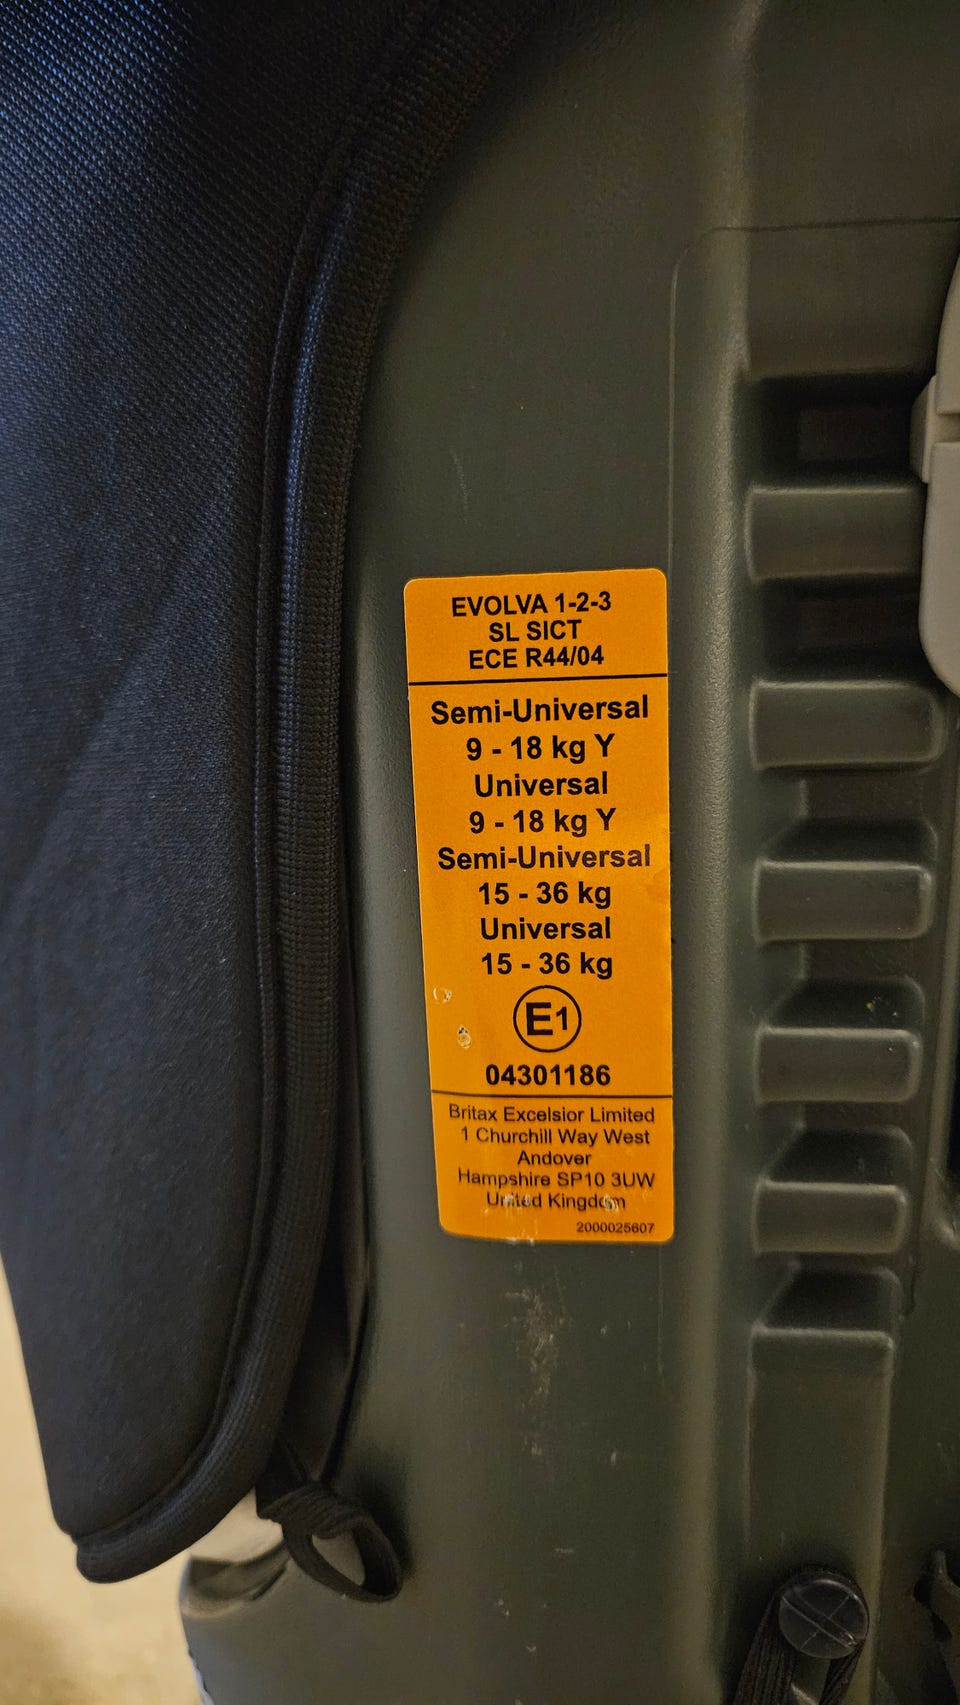 EVOLVA 1-2-3
SL SICT
ECE R44/04
Semi-Universal
9 - 18 kg Y
Universal
9 - 18 kg Y
Semi-Universal
15 - 36 kg
Universal
15 - 36 kg
E1
04301186
Britax Excelsior Limited
1 Churchill Way West
Andover
Hampshire SP10 3UW
United Kingdom
2000025607